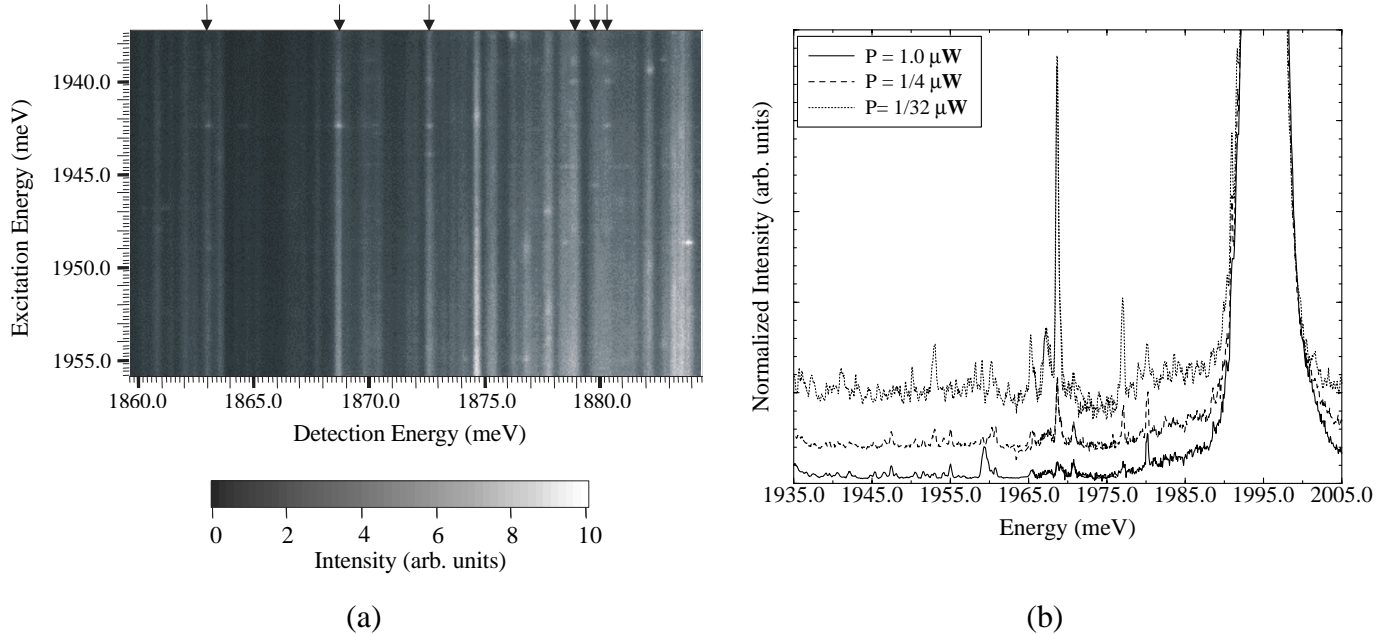 1940.0
1945.0
1950.0
1955.0
Excitation Energy (meV)
1860.0 1865.0 1870.0 1875.0 1880.0
Detection Energy (meV)
0 2 4 6 8 10
Intensity (arb. units)
(a)
P = 1.0 μW
P = 1/4 μW
P= 1/32 μW
Normalized Intensity (arb. units)
1935.0 1945.0 1955.0 1965.0 1975.0 1985.0 1995.0 2005.0
Energy (meV)
(b)